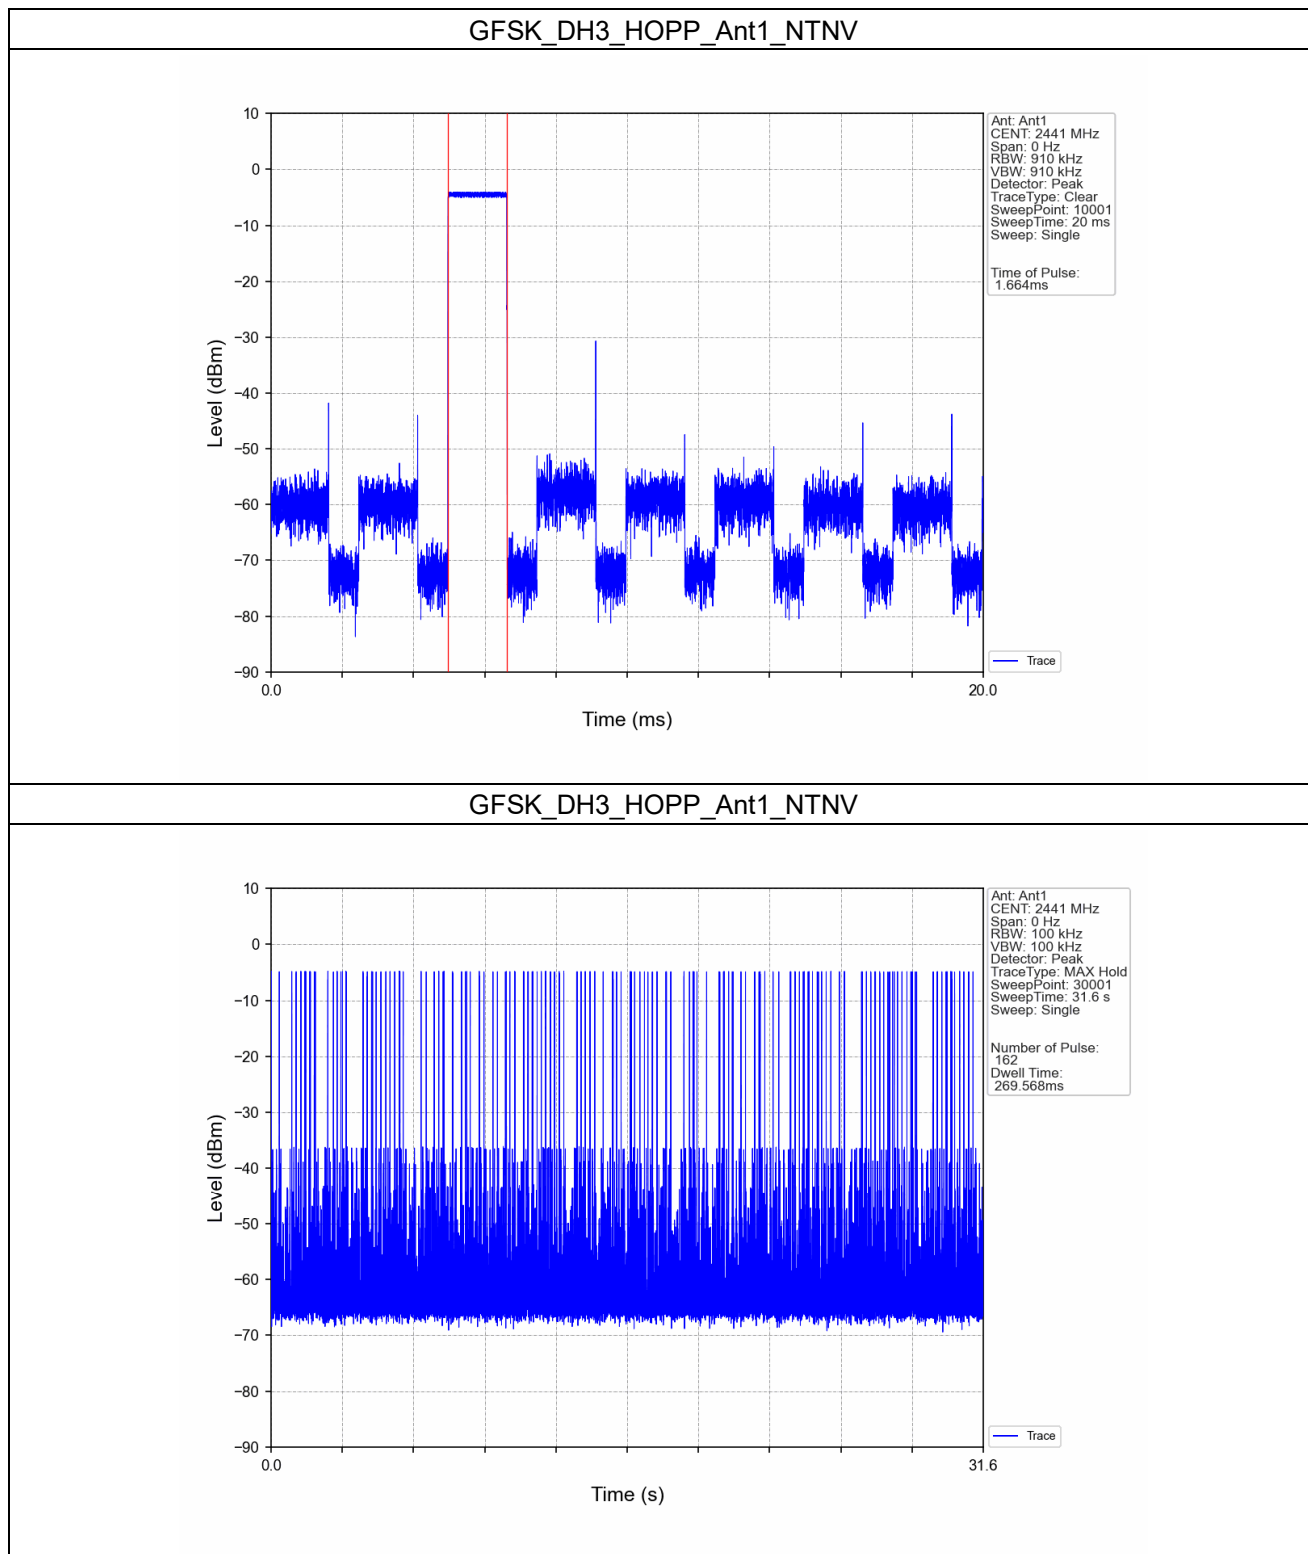 GFSK_DH3_HOPP_Ant1_NTNV
10
0
−10
−20
−30
−40
−50
−60
−70
−80
−90
Level (dBm)
0.0
20.0
Time (ms)
Ant: Ant1
CENT: 2441 MHz
Span: 0 Hz
RBW: 910 kHz
VBW: 910 kHz
Detector: Peak
TraceType: Clear
SweepPoint: 10001
SweepTime: 20 ms
Sweep: Single
Time of Pulse:
1.664ms
Trace
GFSK_DH3_HOPP_Ant1_NTNV
10
0
−10
−20
−30
−40
−50
−60
−70
−80
−90
Level (dBm)
0.0
31.6
Time (s)
Ant: Ant1
CENT: 2441 MHz
Span: 0 Hz
RBW: 100 kHz
VBW: 100 kHz
Detector: Peak
TraceType: MAX Hold
SweepPoint: 30001
SweepTime: 31.6 s
Sweep: Single
Number of Pulse:
162
Dwell Time:
269.568ms
Trace